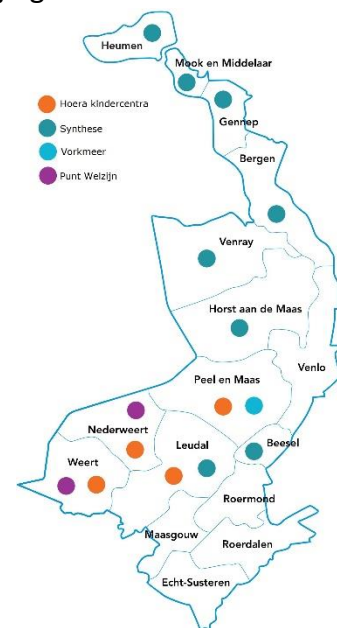 Heumen
Mook en Middelaar
Hoera kindercentra
Synthese
Vorkmeer
Punt Welzijn
Gennep
Bergen
Venray
Horst aan de Maas
Venlo
Peel en Maas
Nederweert
Leudal
Beesel
Weert
Roermond
Maasgouw
Roerdalen
Echt-Susteren